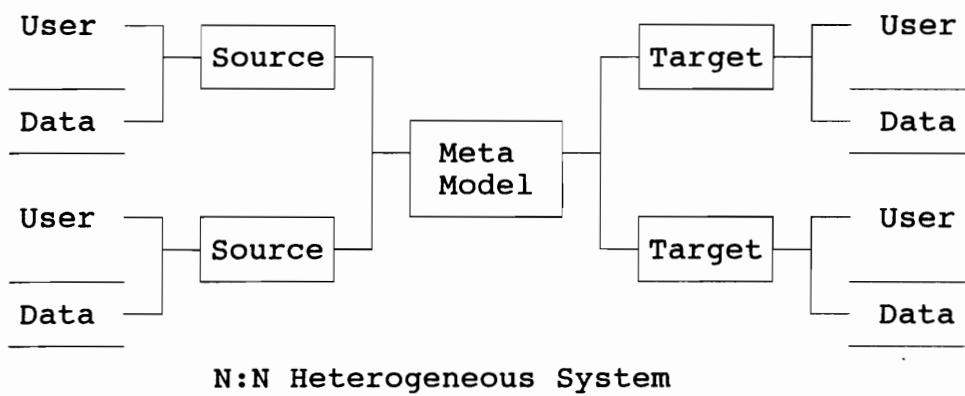 User
Source
Data
User
Source
Data
Meta
Model
Target
User
Data
Target
User
Data
N:N Heterogeneous System